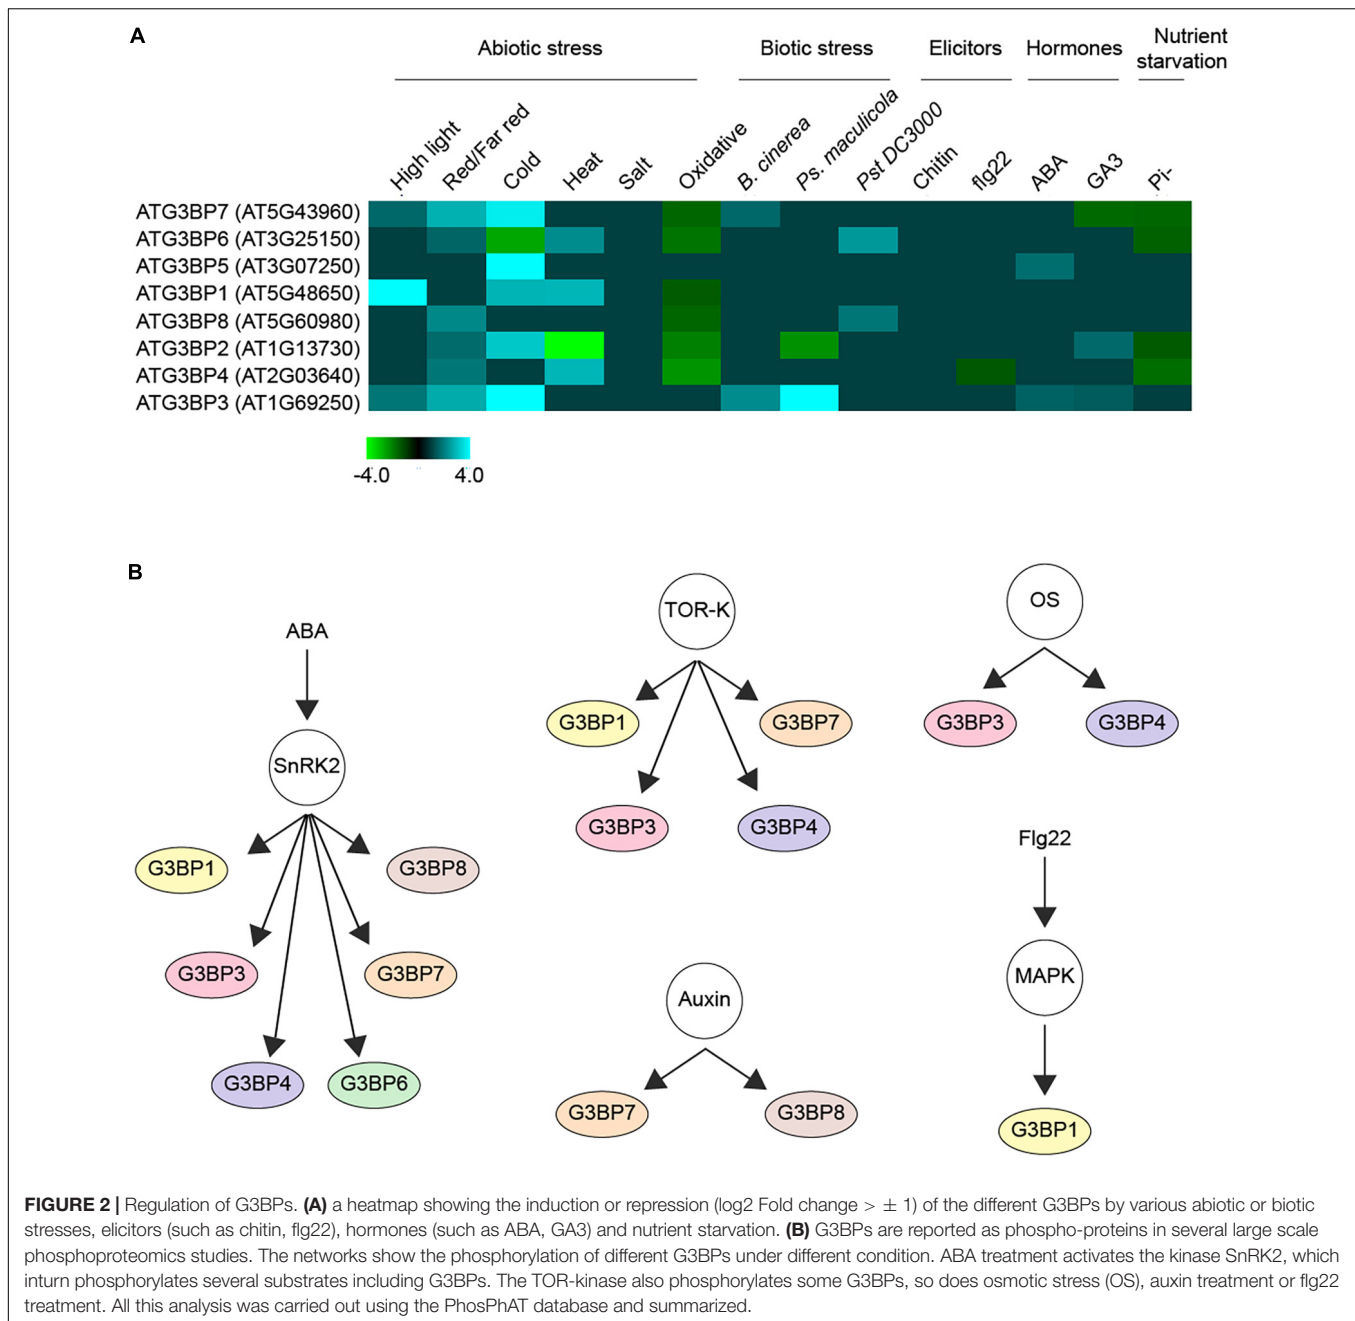 A
Abiotic stress
Biotic stress
Elicitors
Hormones
Nutrient
starvation
High light
Red/Far red
Cold
Heat
Salt
Oxidative
B. cinerea
Ps. maculicola
Pst DC3000
Chitin
flg22
ABA
GA3
Pi-
ATG3BP7 (AT5G43960)
ATG3BP6 (AT3G25150)
ATG3BP5 (AT3G07250)
ATG3BP1 (AT5G48650)
ATG3BP8 (AT5G60980)
ATG3BP2 (AT1G13730)
ATG3BP4 (AT2G03640)
ATG3BP3 (AT1G69250)
-4.0
4.0
B
ABA
SnRK2
G3BP1
G3BP8
G3BP3
G3BP7
G3BP4
G3BP6
TOR-K
G3BP1
G3BP7
G3BP3
G3BP4
Auxin
G3BP7
G3BP8
OS
G3BP3
G3BP4
Flg22
MAPK
G3BP1
FIGURE 2 | Regulation of G3BPs. (A) a heatmap showing the induction or repression (log2 Fold change > ± 1) of the different G3BPs by various abiotic or biotic
stresses, elicitors (such as chitin, flg22), hormones (such as ABA, GA3) and nutrient starvation. (B) G3BPs are reported as phospho-proteins in several large scale
phosphoproteomics studies. The networks show the phosphorylation of different G3BPs under different condition. ABA treatment activates the kinase SnRK2, which
inturn phosphorylates several substrates including G3BPs. The TOR-kinase also phosphorylates some G3BPs, so does osmotic stress (OS), auxin treatment or flg22
treatment. All this analysis was carried out using the PhosPhAT database and summarized.